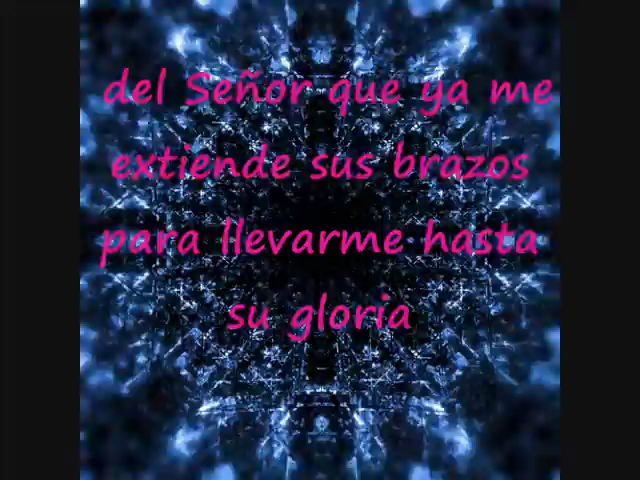 del Señor que ya me
extiende sus brazos
para llevarme hasta
su gloria